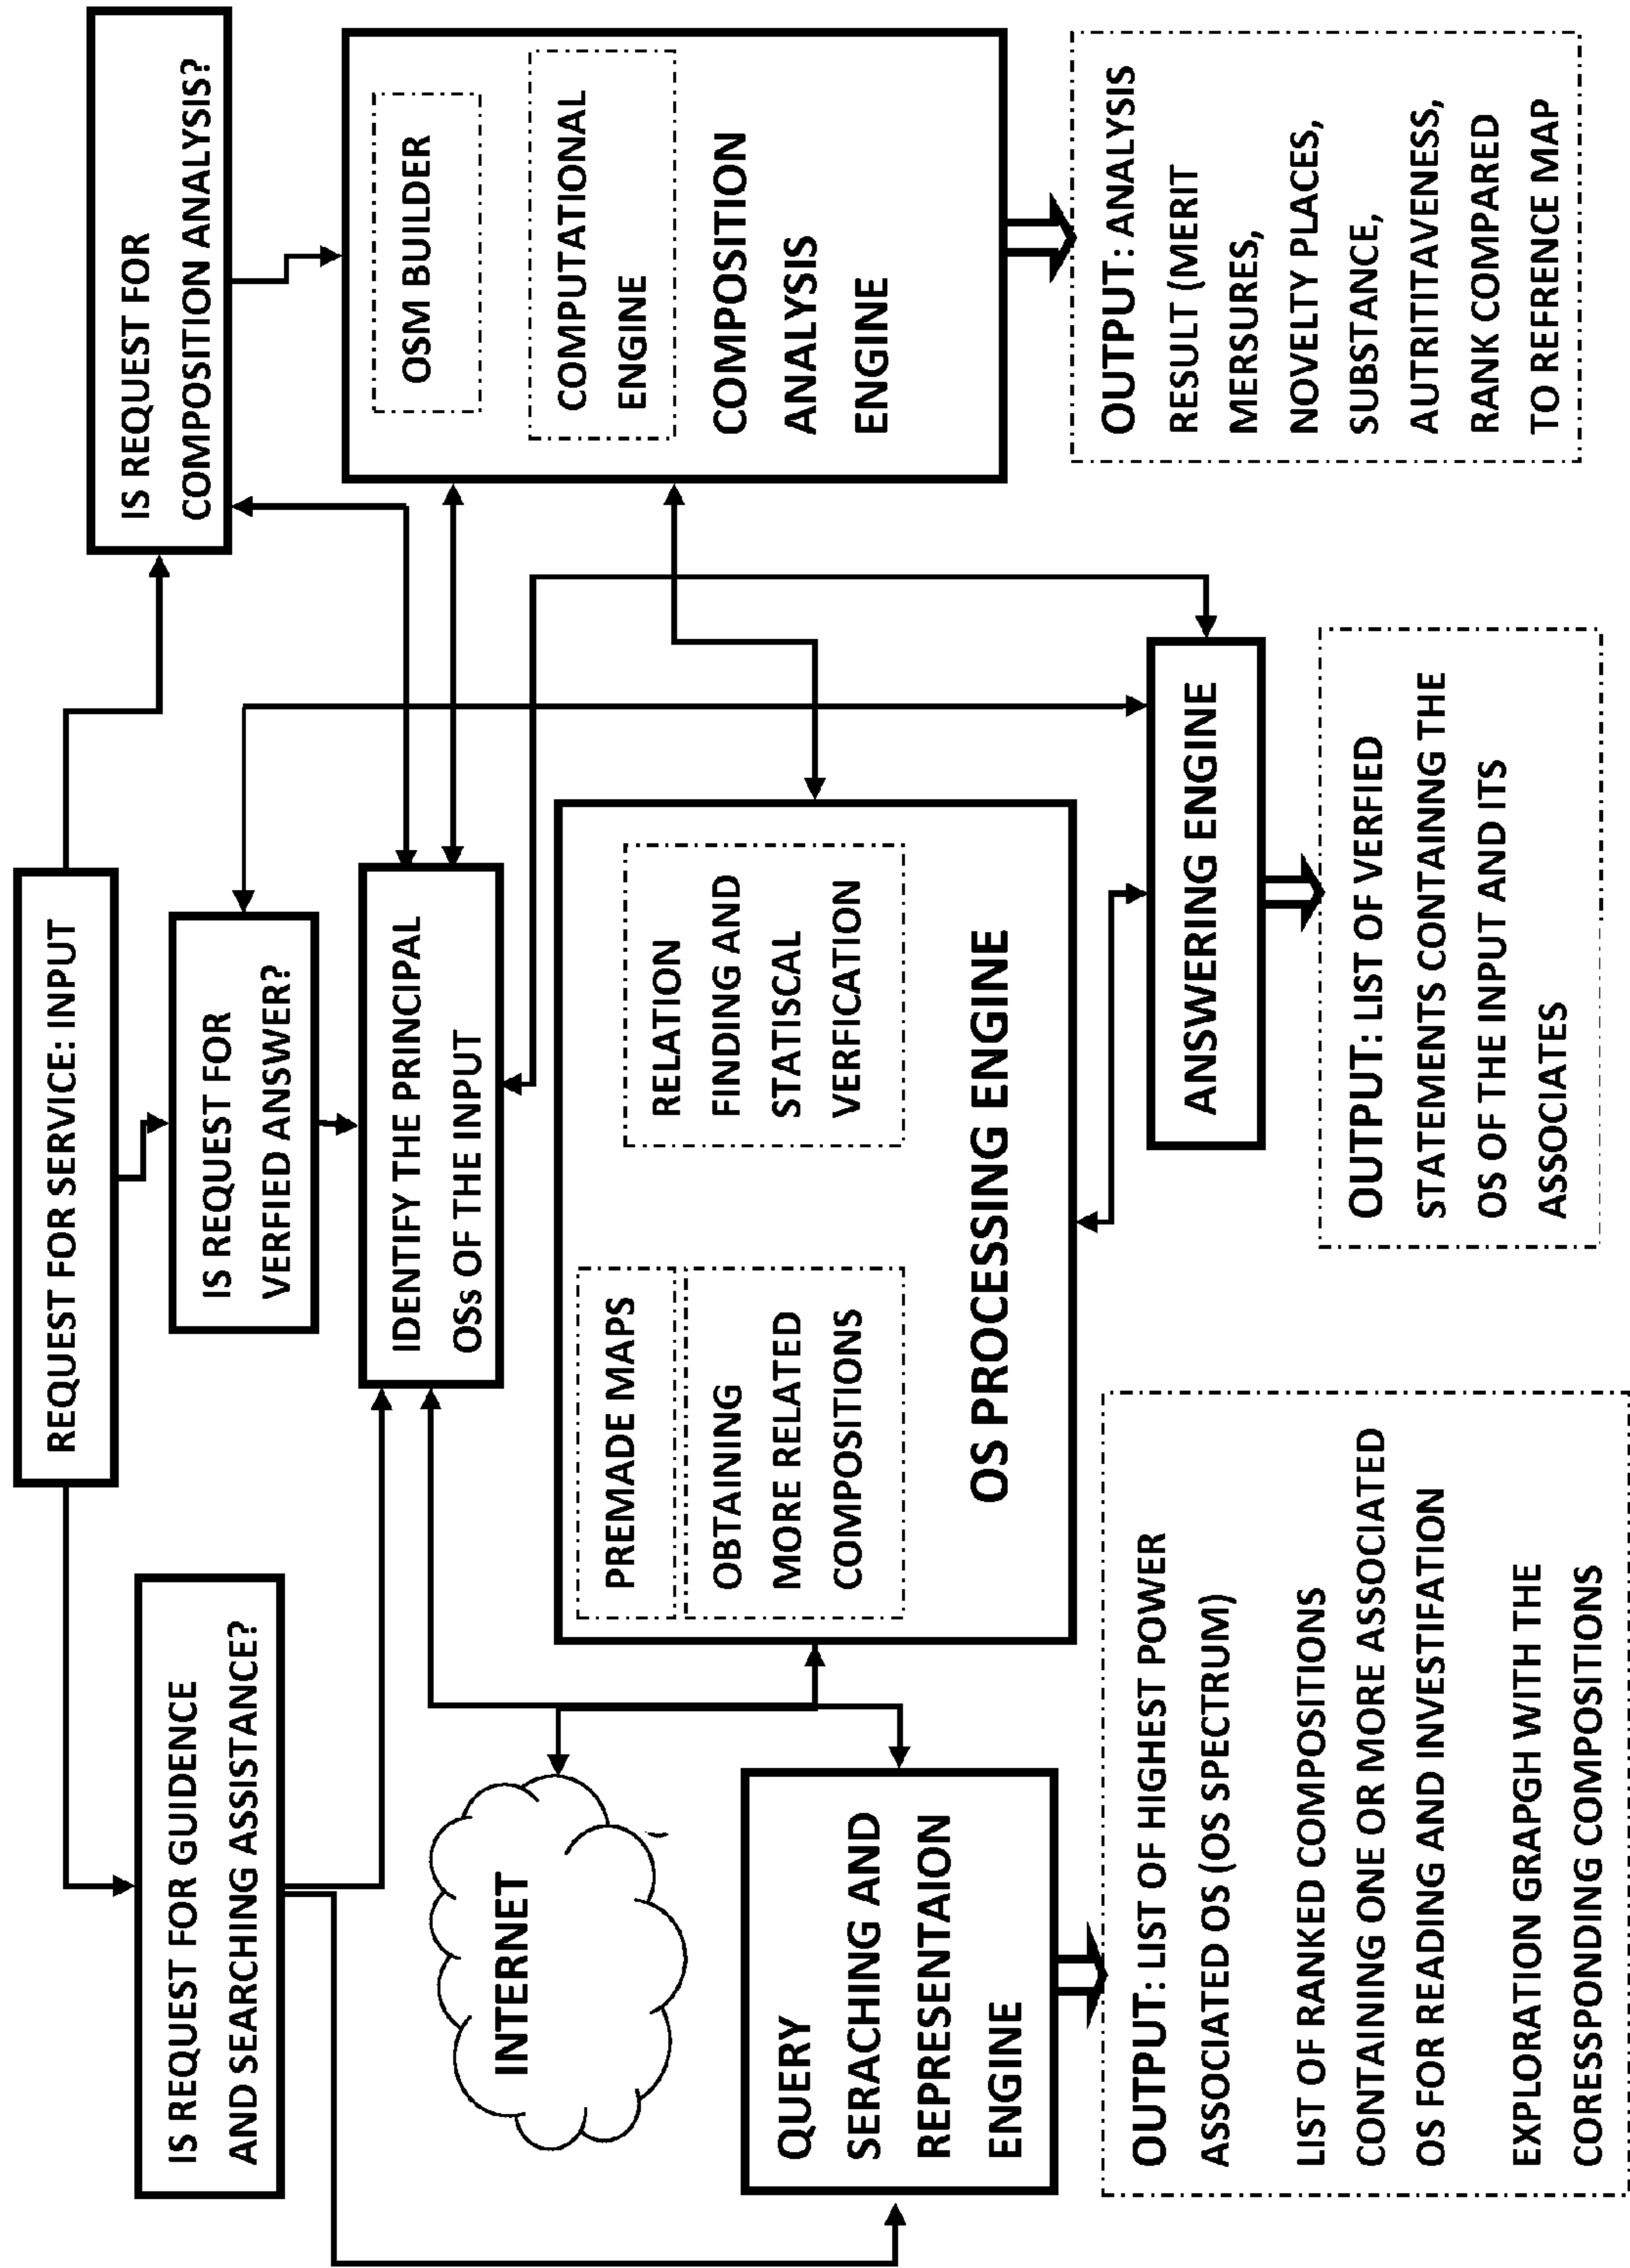 REQUEST FOR SERVICE: INPUT
IS REQUEST FOR GUIDENCE
AND SEARCHING ASSISTANCE?
IS REQUEST FOR
VERFIED ANSWER?
IS REQUEST FOR
COMPOSITION ANALYSIS?
IDENTIFY THE PRINCIPAL
OSs OF THE INPUT
INTERNET
PREMADE MAPS
OBTAINING
MORE RELATED
COMPOSITIONS
RELATION
FINDING AND
STATISCAL
VERFICATION
OS PROCESSING ENGINE
OSM BUILDER
COMPUTATIONAL
ENGINE
COMPOSITION
ANALYSIS
ENGINE
QUERY
SERACHING AND
REPRESENTAION
ENGINE
ANSWERING ENGINE
OUTPUT: LIST OF HIGHEST POWER
ASSOCIATED OS (OS SPECTRUM)
LIST OF RANKED COMPOSITIONS
CONTAINING ONE OR MORE ASSOCIATED
OS FOR READING AND INVESTIFATION
EXPLORATION GRAPGH WITH THE
CORESSPONDING COMPOSITIONS
OUTPUT: LIST OF VERFIED
STATEMENTS CONTAINING THE
OS OF THE INPUT AND ITS
ASSOCIATES
OUTPUT: ANALYSIS
RESULT (MERIT
MERSURES,
NOVELTY PLACES,
SUBSTANCE,
AUTRITITAVENESS,
RANK COMPARED
TO REFRENCE MAP